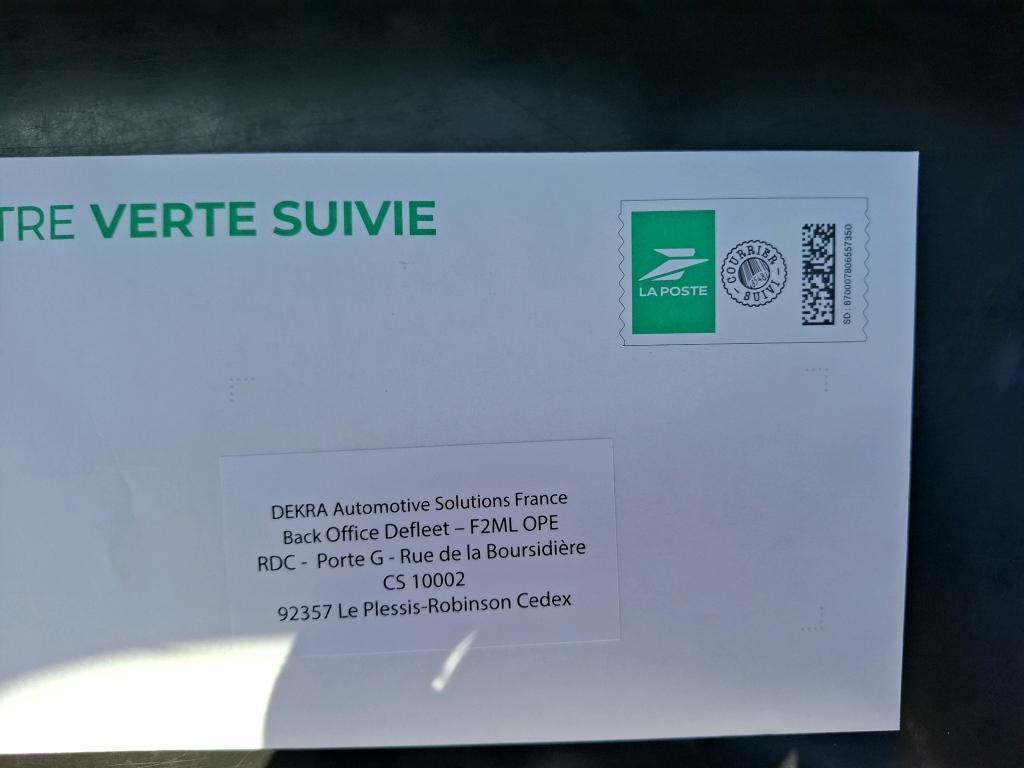 TRE VERTE SUIVIE
LA POSTE
COURRIER
SUIVI
SD : 87000780655735O
DEKRA Automotive Solutions France
Back Office Defleet – F2ML OPE
RDC - Porte G - Rue de la Boursidière
CS 10002
92357 Le Plessis-Robinson Cedex